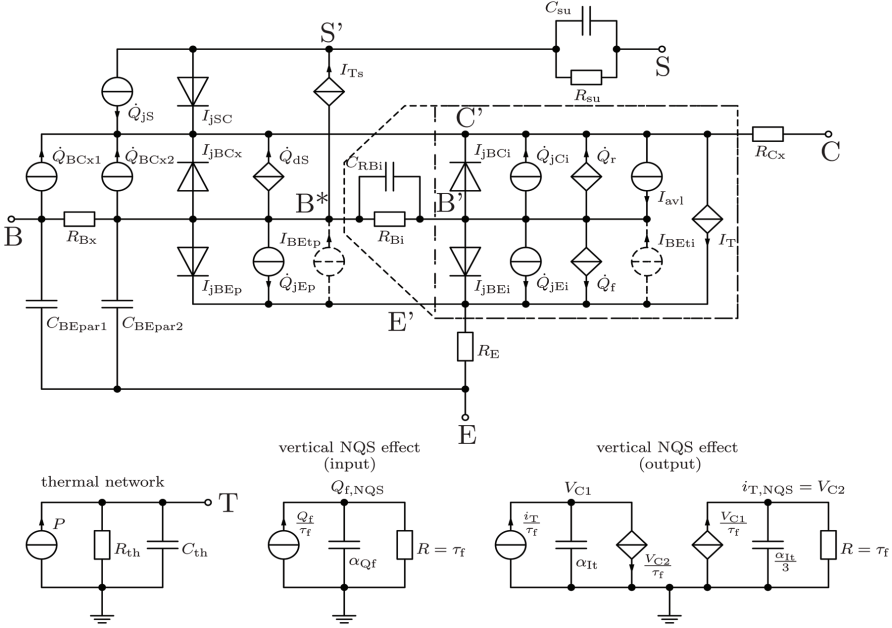 C_su
S'
S
I_Ts
R_su
Q̇_jS
I_jSC
C'
Q̇_BCx1
Q̇_BCx2
I_jBCx
Q̇_dS
C_RBi
I_jBCi
Q̇_jCi
Q̇_r
R_Cx
C
B*
B'
I_avl
B
R_Bx
R_Bi
I_BEtp
I_BEti
I_T
I_jBEp
Q̇_jEp
I_jBEi
Q̇_jEi
Q̇_f
C_BEpar1
C_BEpar2
E'
R_E
E
vertical NQS effect
(input)
vertical NQS effect
(output)
thermal network
Q_f,NQS
V_C1
i_T,NQS = V_C2
T
P
R_th
C_th
Q_f/τ_f
α_Qf
R = τ_f
i_T/τ_f
α_It
V_C2/τ_f
V_C1/τ_f
α_It/3
R = τ_f